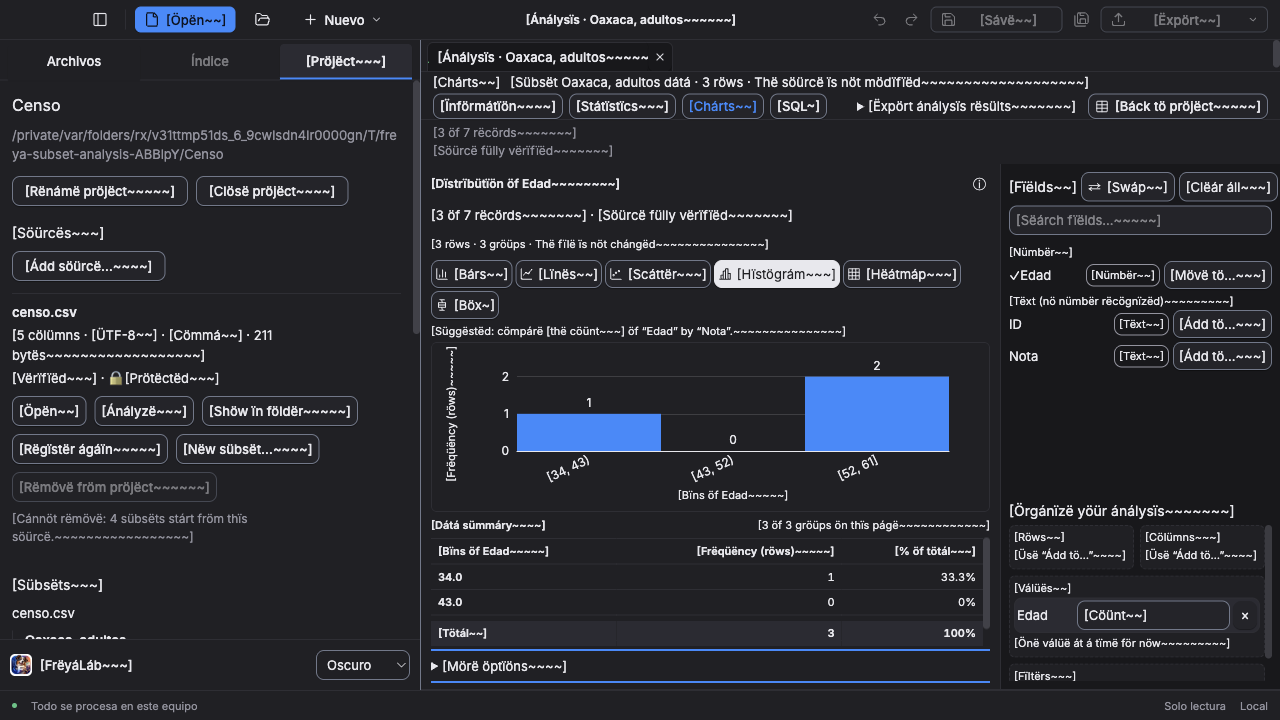 [Öpën~~]
Nuevo
[Ánálysïs · Oaxaca, adultos~~~~~~]
[Sávë~~]
[Ëxpört~~]
Archivos
Índice
[Pröjëct~~~]
[Ánálysïs · Oaxaca, adultos~~~~~ ×
[Chárts~~] [Sübsët Oaxaca, adultos dátá · 3 röws · Thë söürcë ïs nöt mödïfïëd~~~~~~~~~~~~~~~~~]
[Ïnförmátïön~~~~] [Státïstïcs~~~] [Chárts~~] [SQL~] ▶ [Ëxpört ánálysïs rësülts~~~~~~~] [Báck tö pröjëct~~~~~]
[3 öf 7 rëcörds~~~~~~~]
[Söürcë fülly vërïfïëd~~~~~~~]
Censo
/private/var/folders/rx/v31ttmp51ds_6_9cwlsdn4lr0000gn/T/fre
ya-subset-analysis-ABBlpY/Censo
[Rënámë pröjëct~~~~~] [Clösë pröjëct~~~~]
[Söürcës~~~]
[Ádd söürcë...~~~~]
censo.csv
[5 cölümns · [ÜTF-8~~] · [Cömmá~~] · 211
bytës~~~~~~~~~~~~~~~~~]
[Vërïfïëd~~~] · 🔒[Prötëctëd~~~]
[Öpën~~] [Ánályzë~~~] [Shöw ïn földër~~~~~]
[Rëgïstër ágáïn~~~~~] [Nëw sübsët...~~~~]
[Rëmövë fröm pröjëct~~~~~~]
[Cánnöt rëmövë: 4 sübsëts stárt fröm thïs
söürcë.~~~~~~~~~~~~~~~~]
[Sübsëts~~~]
censo.csv
Oaxaca, adultos
[FrëyáLáb~~~]
Oscuro
[Dïstrïbütïön öf Edad~~~~~~~~]
[3 öf 7 rëcörds~~~~~~~] · [Söürcë fülly vërïfïëd~~~~~~~]
[3 röws · 3 gröüps · Thë fïlë ïs nöt chángëd~~~~~~~~~~~~~~~]
[Bárs~~] [Lïnës~~] [Scáttër~~~] [Hïstögrám~~~] [Hëátmáp~~~]
[Böx~]
[Süggëstëd: cömpárë [thë cöünt~~~] öf “Edad” by “Nota”.~~~~~~~~~~~~~~~]
[Frëqüëncy (röws)~~~~~]
2
1
0
1
0
2
[34, 43)
[43, 52)
[52, 61]
[Bïns öf Edad~~~~~]
[Dátá sümmáry~~~~] [3 öf 3 gröüps ön thïs págë~~~~~~~~~~~~]
[Bïns öf Edad~~~~~] [Frëqüëncy (röws)~~~~~] [% öf tötál~~~]
34.0 1 33.3%
43.0 0 0%
[Tötál~~] 3 100%
▶ [Mörë öptïöns~~~~]
[Fïëlds~~] [Swáp~~] [Clëár áll~~~]
[Sëárch fïëlds...~~~~~]
[Nümbër~~]
✓Edad [Nümbër~~] [Mövë tö...~~~]
[Tëxt (nö nümbër rëcögnïzëd)~~~~~~~~~]
ID [Tëxt~~] [Ádd tö...~~~]
Nota [Tëxt~~] [Ádd tö...~~~]
[Örgánïzë yöür ánálysïs~~~~~~~]
[Röws~~] [Cölümns~~~]
[Üsë “Ádd tö...”~~~~] [Üsë “Ádd tö...”~~~~]
[Válüës~~]
Edad [Cöünt~~] ×
[Önë válüë át á tïmë för nöw~~~~~~~~~]
[Fïltërs~~~]
Todo se procesa en este equipo
Solo lectura Local